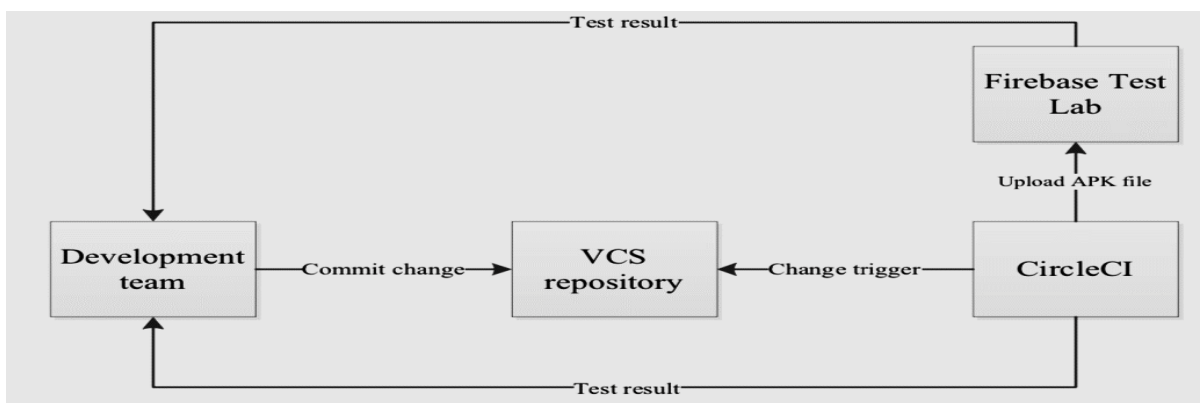 Test result
Firebase Test
Lab
Upload APK file
Development
team
Commit change
VCS
repository
Change trigger
CircleCI
Test result